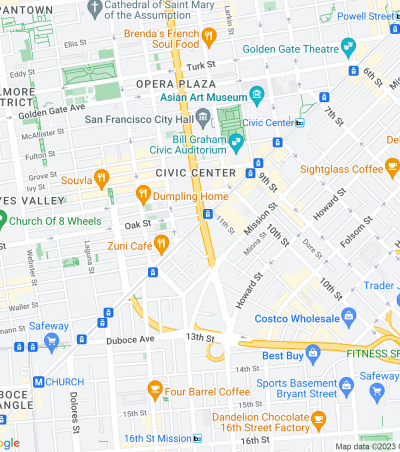 PANTOWN
Cathedral of Saint Mary
of the Assumption
Larkin St
Powell Street
Brenda's French
Soul Food
Ellis St
Golden Gate Theatre
Turk St
Eddy St
6th St
OPERA PLAZA
LMORE
STRICT
Asian Art Museum
7th St
Golden Gate Ave
San Francisco City Hall
Civic Center
McAllister St
Bill Graham
Civic Auditorium
Fulton St
Sightglass Coffee
CIVIC CENTER
Grove St
Ivy St
Souvla
9th St
Dumpling Home
YES VALLEY
Howard St
Church Of 8 Wheels
Mission St
11th St
Oak St
Folsom St
10th St
Zuni Café
Minna St
Dore St
Laguna St
Webster St
Howard St
10th St
Trader J
Waller St
Costco Wholesale
mann St
Safeway
Duboce Ave
13th St
Best Buy
FITNESS SF
14th St
CHURCH
Sports Basement
Bryant Street
Safeway
BOCE
ANGLE
Dolores St
Four Barrel Coffee
15th St
15th St
Dandelion Chocolate
16th Street Factory
16th St Mission
16th St
gle
Map data ©2023